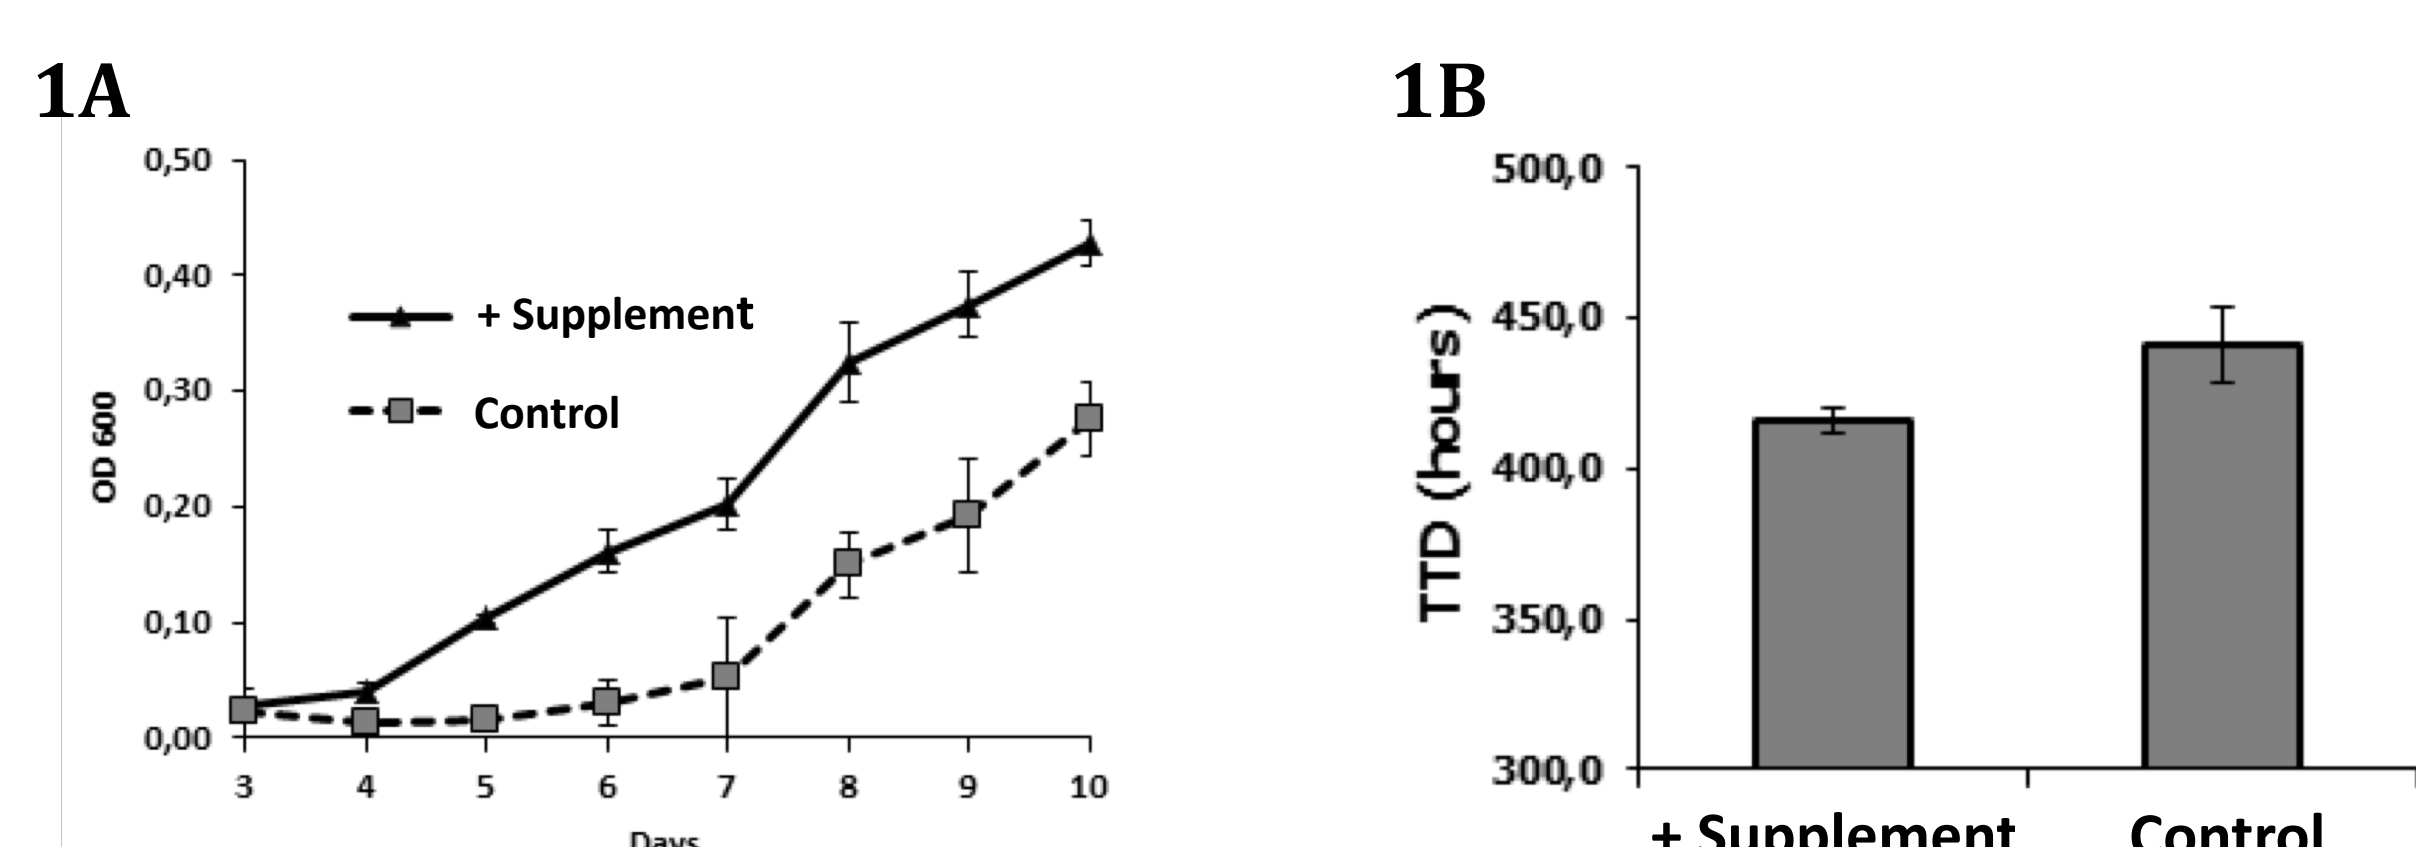 1A
0,50
0,40
0,30
0,20
0,10
0,00
OD 600
+ Supplement
Control
3 4 5 6 7 8 9 10
Days
1B
500,0
450,0
400,0
350,0
300,0
TTD (hours)
+ Supplement Control